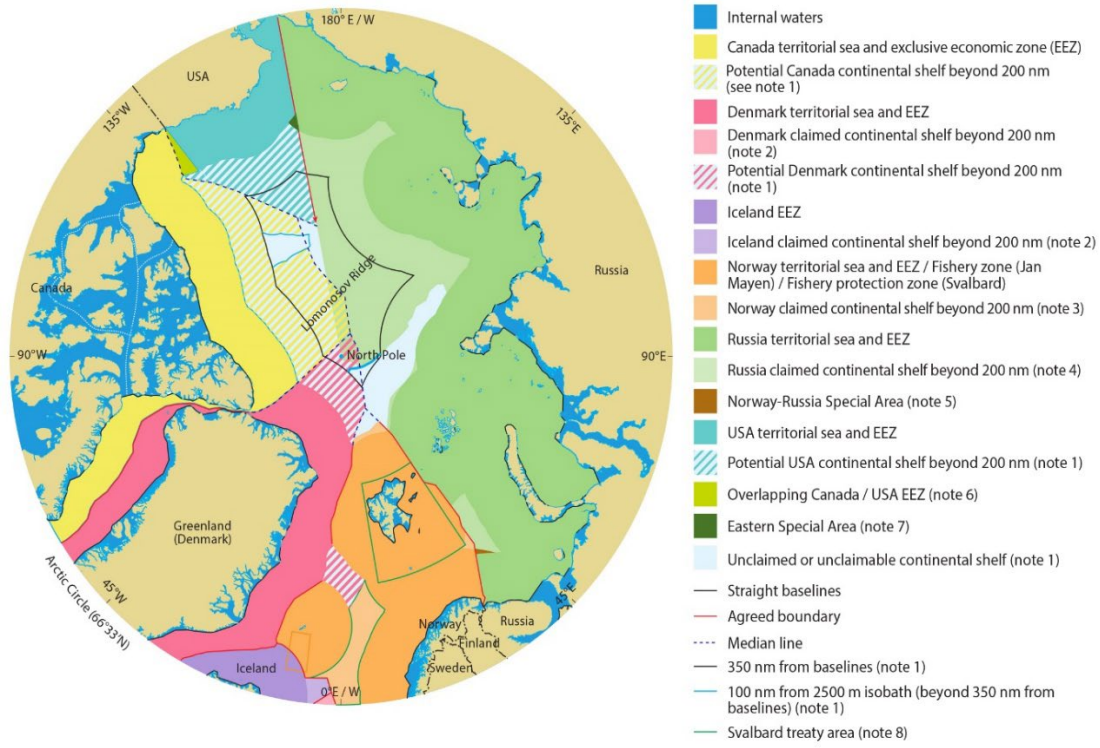 180° E / W
USA
135°W
135°E
Canada
Lomonosov Ridge
Russia
90°W
North Pole
90°E
Greenland
(Denmark)
Arctic Circle (66°33'N)
45°W
45°E
Norway
Russia
Finland
Sweden
Iceland
0°E / W
Internal waters
Canada territorial sea and exclusive economic zone (EEZ)
Potential Canada continental shelf beyond 200 nm
(see note 1)
Denmark territorial sea and EEZ
Denmark claimed continental shelf beyond 200 nm
(note 2)
Potential Denmark continental shelf beyond 200 nm
(note 1)
Iceland EEZ
Iceland claimed continental shelf beyond 200 nm (note 2)
Norway territorial sea and EEZ / Fishery zone (Jan
Mayen) / Fishery protection zone (Svalbard)
Norway claimed continental shelf beyond 200 nm (note 3)
Russia territorial sea and EEZ
Russia claimed continental shelf beyond 200 nm (note 4)
Norway-Russia Special Area (note 5)
USA territorial sea and EEZ
Potential USA continental shelf beyond 200 nm (note 1)
Overlapping Canada / USA EEZ (note 6)
Eastern Special Area (note 7)
Unclaimed or unclaimable continental shelf (note 1)
Straight baselines
Agreed boundary
Median line
350 nm from baselines (note 1)
100 nm from 2500 m isobath (beyond 350 nm from
baselines) (note 1)
Svalbard treaty area (note 8)